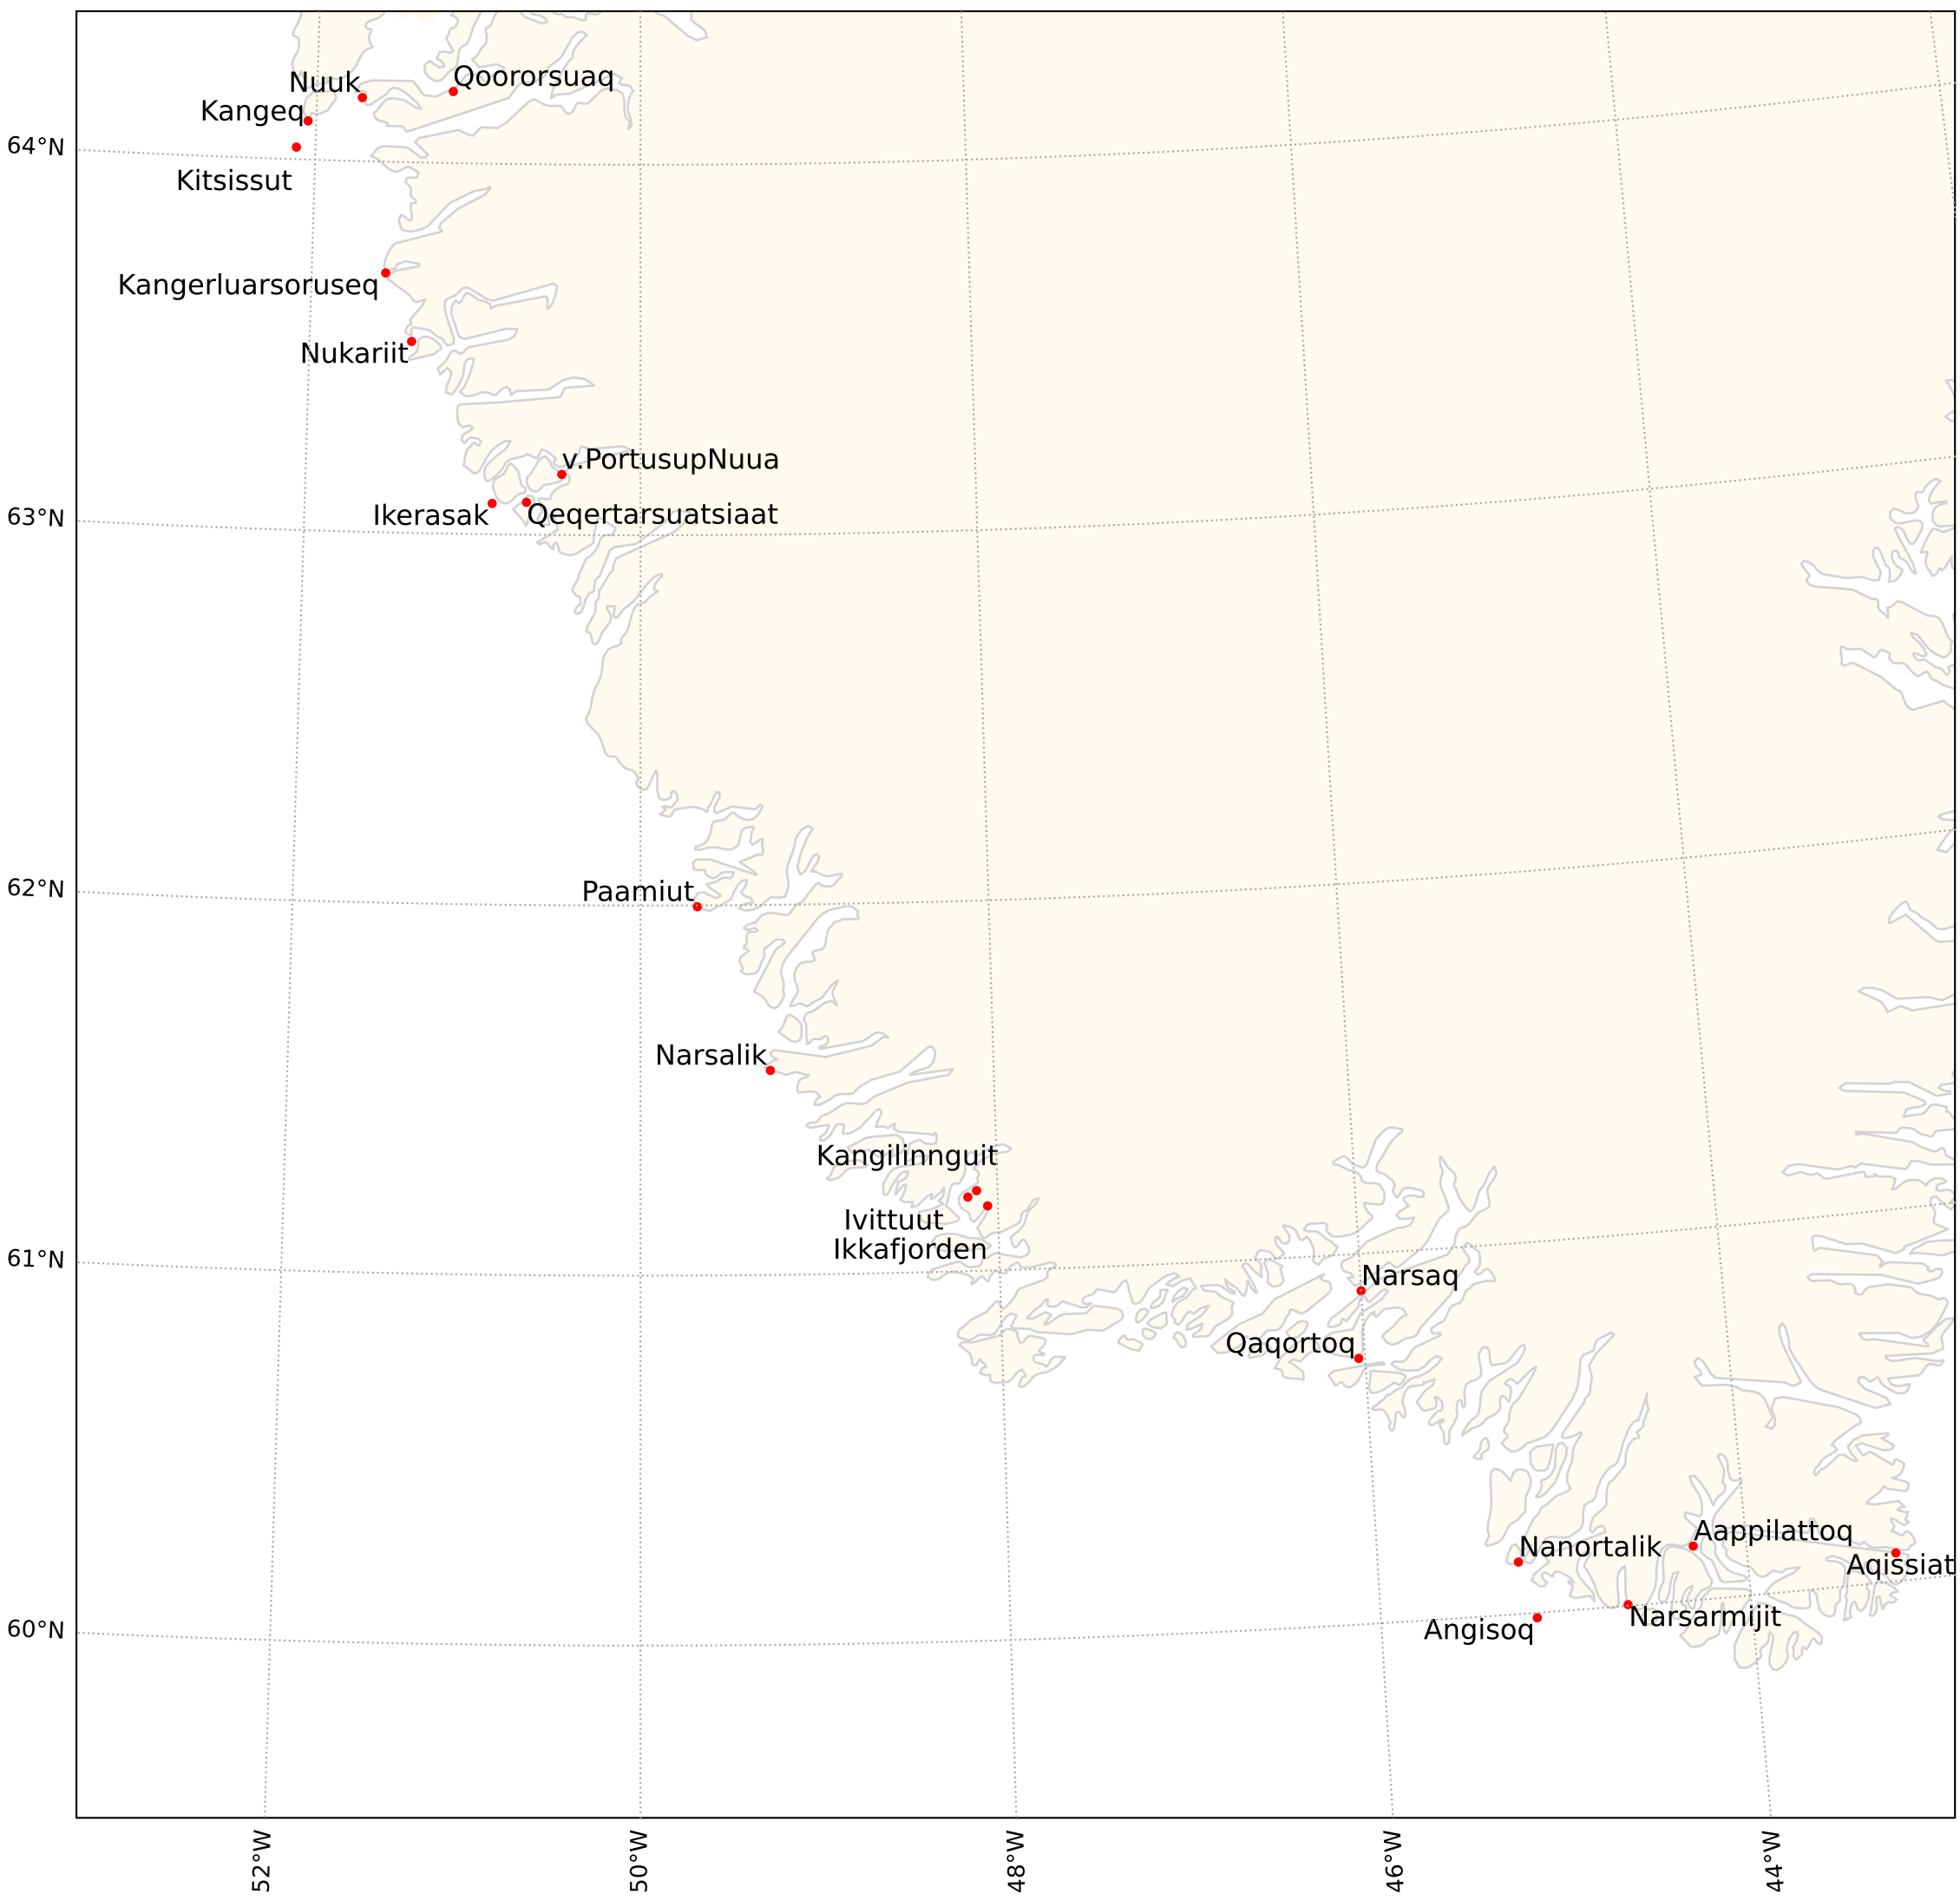 Qoororsuaq
Nuuk
Kangeq
64°N
Kitsissut
Kangerluarsoruseq
Nukariit
v.PortusupNuua
Ikerasak
Qeqertarsuatsiaat
63°N
62°N
Paamiut
Narsalik
Kangilinnguit
Ivittuut
Ikkafjorden
61°N
Narsaq
Qaqortoq
Aappilattoq
Nanortalik
Aqissiat
Narsarmijit
Angisoq
60°N
52°W
50°W
48°W
46°W
44°W